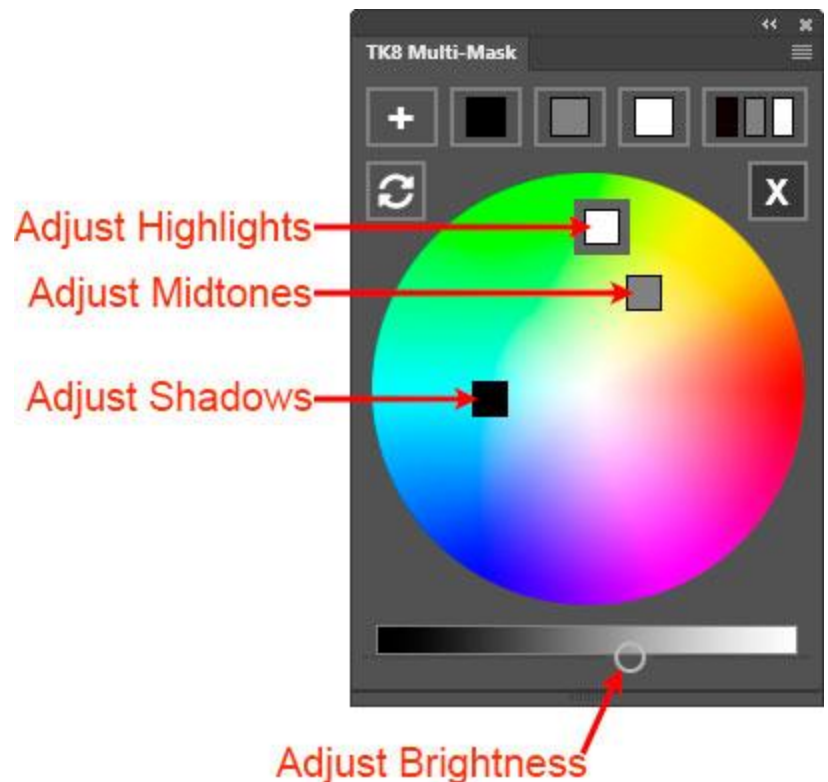 TK8 Multi-Mask
X
Adjust Highlights
Adjust Midtones
Adjust Shadows
Adjust Brightness